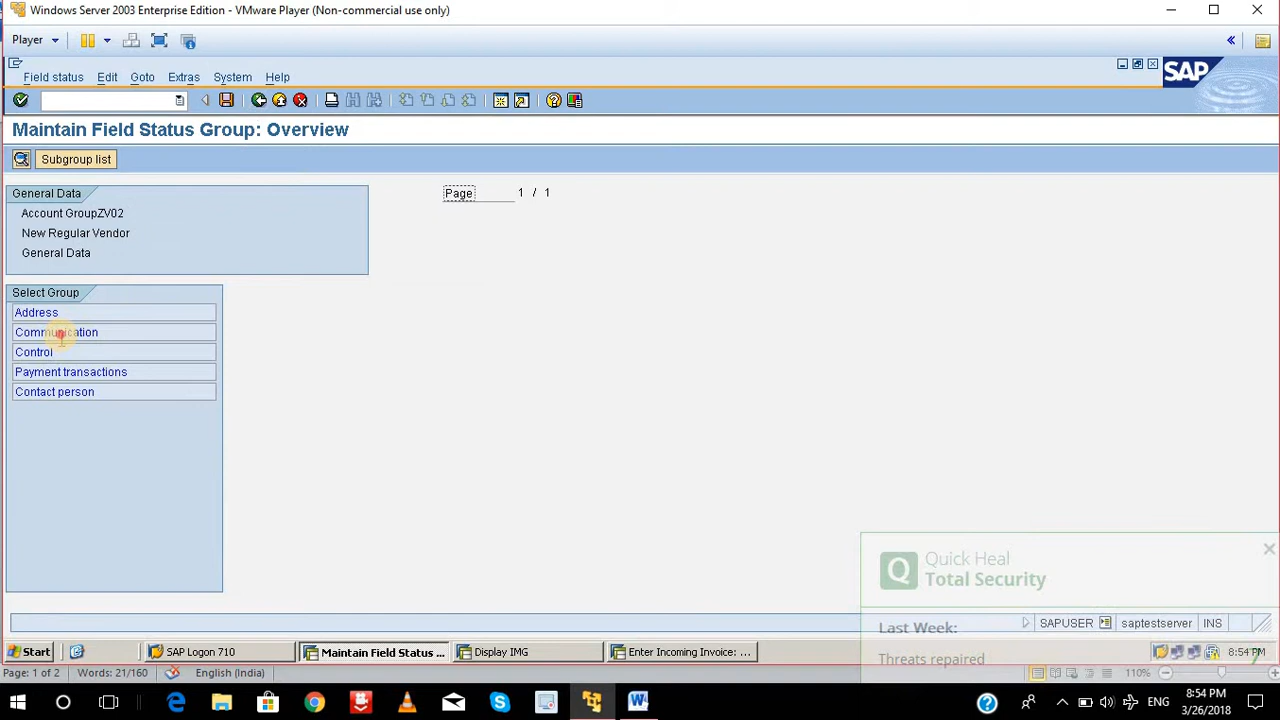 Windows Server 2003 Enterprise Edition - VMware Player (Non-commercial use only)
Player
Field status Edit Goto Extras System Help
SAP
Maintain Field Status Group: Overview
Subgroup list
General Data
Account GroupZV02
New Regular Vendor
General Data
Page 1 / 1
Select Group
Address
Communication
Control
Payment transactions
Contact person
Quick Heal
Total Security
Last Week:
Threats repaired
SAPUSER testserver INS
Start SAP Logon 710 Maintain Field Status ... Display IMG Enter Incoming Invoice: ... 8:54 PM
Page: 1 of 2 Words: 21/160 English (India) 110%
ENG 8:54 PM
3/26/2018